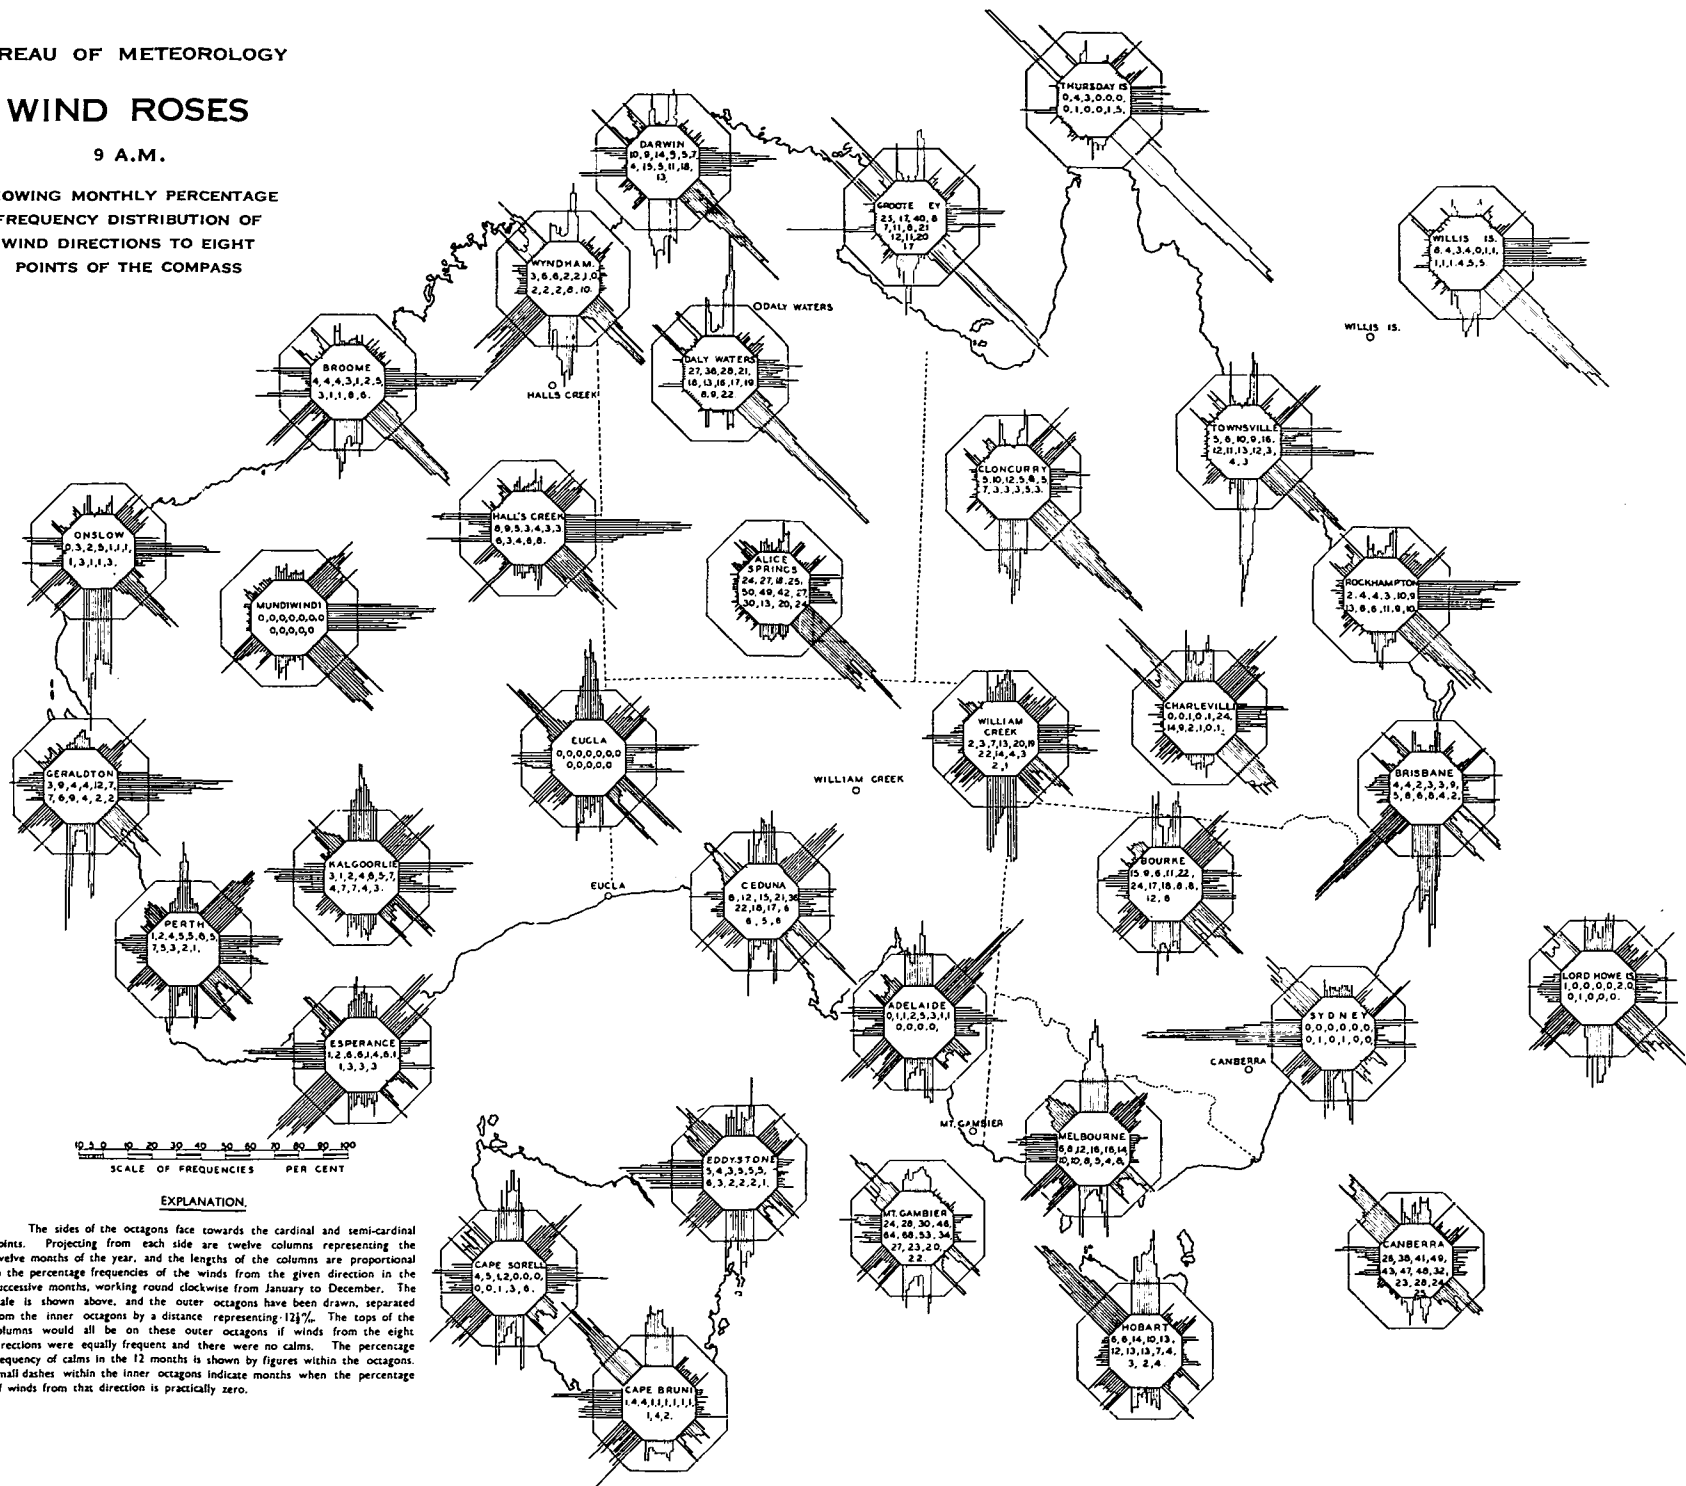 REAU OF METEOROLOGY
WIND ROSES
9 A.M.
OWING MONTHLY PERCENTAGE
FREQUENCY DISTRIBUTION OF
WIND DIRECTIONS TO EIGHT
POINTS OF THE COMPASS
THURSDAY IS
0,4,3,0,0,0,
0,1,0,0,1,5,
DARWIN
10,9,14,5,5,7,
4,15,5,11,18,
13,
GROOTE EY
25,17,40,8
7,11,6,21
12,11,20
17
WILLIS IS.
6,4,3,4,0,1,1,
1,1,1,4,5,5.
WYNDHAM.
3,6,6,2,2,1,0
2,2,2,8,10.
DALY WATERS
WILLIS IS.
BROOME
4,4,4,3,1,2,5,
3,1,1,8,6.
DALY WATERS
27,38,28,21,
18,13,16,17,19
8,9,22.
HALLS CREEK
TOWNSVILLE
5,6,10,9,16,
12,11,13,12,3,
4,3
CLONCURRY
5,10,12,5,8,5,
7,3,3,3,5,3.
HALL'S CREEK
8,9,5,3,4,3,3
6,3,4,6,8.
ONSLOW
0,3,2,5,1,1,1,
1,3,1,1,3.
ALICE
SPRINGS
24,27,18,25,
50,49,42,27,
30,13,20,24
ROCKHAMPTON
2,4,4,3,10,9
13,6,6,11,9,10
MUNDIWINDI
0,0,0,0,0,0,0
0,0,0,0,0
EUCLA
0,0,0,0,0,0,0
0,0,0,0,0
WILLIAM
CREEK
2,3,7,13,20,19
22,14,4,3
2,1
CHARLEVILLE
0,0,1,0,1,24,
14,9,2,1,0,1,
GERALDTON
3,9,4,4,12,7,
7,6,9,4,2,2
WILLIAM CREEK
BRISBANE
4,4,2,3,3,9,
5,8,6,8,4,2,
KALGOORLIE
3,1,2,4,6,5,7,
4,7,7,4,3.
EUCLA
CEDUNA
8,12,15,21,36
22,18,17,6
6,5,6
BOURKE
15,9,6,11,22,
24,17,18,8,8,
12,8
PERTH
1,2,4,5,5,6,5,
7,5,3,2,1.
LORD HOWE IS
1,0,0,0,0,2,0,
0,1,0,0,0.
ADELAIDE
0,1,1,2,5,3,1,1
0,0,0,0,
SYDNEY
0,0,0,0,0,0,
0,1,0,1,0,0,
ESPERANCE
1,2,6,6,1,4,6,1
1,3,3,3
CANBERRA
MT. GAMBIER
MELBOURNE
6,8,12,16,16,14,
10,10,8,5,4,8,
10 5 0 10 20 30 40 50 60 70 80 90 100
SCALE OF FREQUENCIES PER CENT
EDDYSTONE
5,4,3,5,5,5,
6,3,2,2,2,1.
EXPLANATION.
The sides of the octagons face towards the cardinal and semi-cardinal
oints. Projecting from each side are twelve columns representing the
welve months of the year, and the lengths of the columns are proportional
o the percentage frequencies of the winds from the given direction in the
uccessive months, working round clockwise from January to December. The
ale is shown above, and the outer octagons have been drawn, separated
om the inner octagons by a distance representing 12½%. The tops of the
olumns would all be on these outer octagons if winds from the eight
irections were equally frequent and there were no calms. The percentage
equency of calms in the 12 months is shown by figures within the octagons.
mall dashes within the inner octagons indicate months when the percentage
f winds from that direction is practically zero.
MT. GAMBIER
24,28,30,46,
64,68,53,34,
27,23,20,
22.
CAPE SORELL
4,5,1,2,0,0,0,
0,0,1,3,6.
CANBERRA
28,38,41,49,
43,47,48,32,
23,28,24
25
HOBART
6,6,14,10,13,
12,13,13,7,4,
3,2,4.
CAPE BRUNI
1,4,4,1,1,1,1,1,1,
1,4,2.